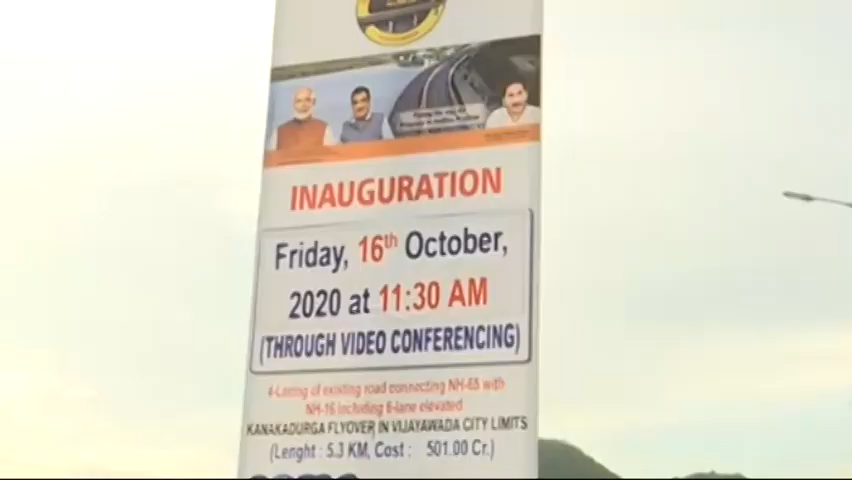 INAUGURATION
Friday, 16th October,
2020 at 11:30 AM
(THROUGH VIDEO CONFERENCING)
4-Laning of existing road connecting NH-65 with
NH-16 including 6-lane elevated
KANAKADURGA FLYOVER IN VIJAYAWADA CITY LIMITS
(Lenght : 5.3 KM, Cost : 501.00 Cr.)